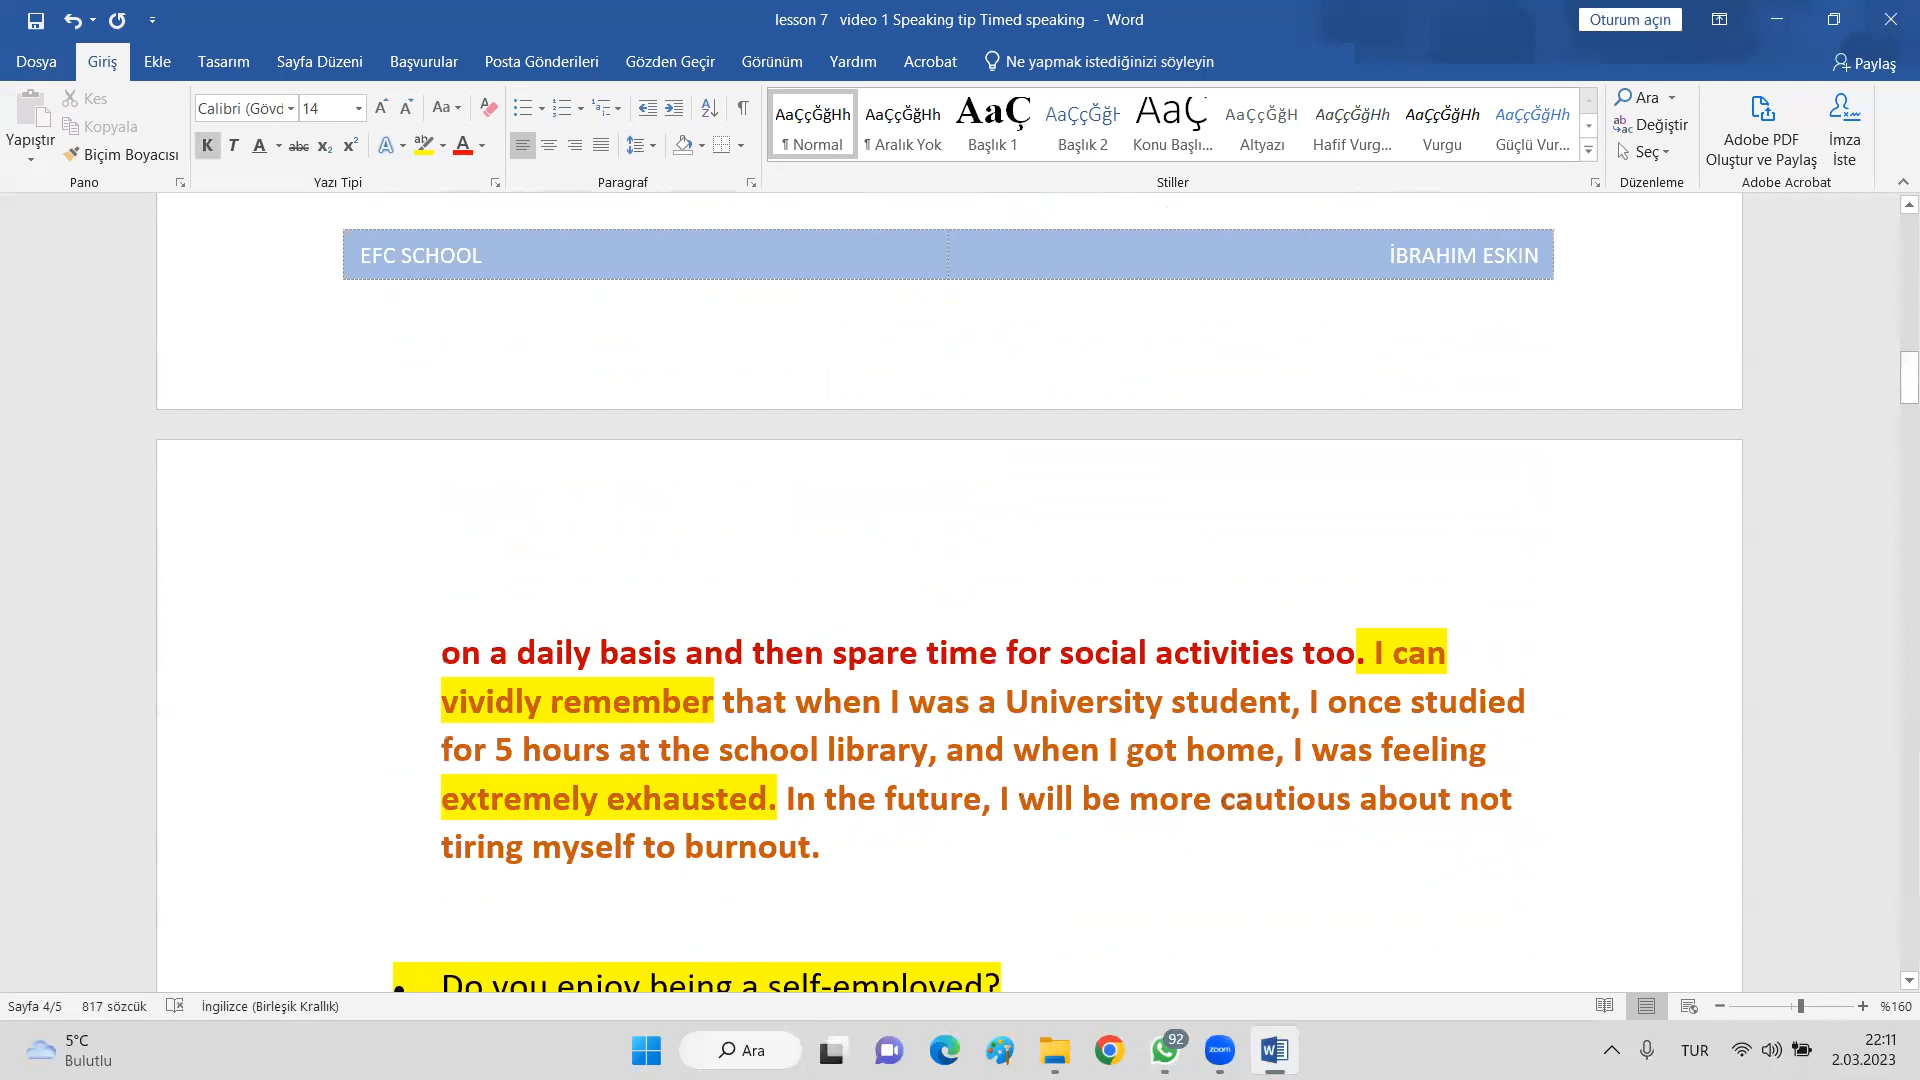 lesson 7   video 1 Speaking tip Timed speaking  -  Word
Oturum açın
Dosya
Giriş
Ekle
Tasarım
Sayfa Düzeni
Başvurular
Posta Gönderileri
Gözden Geçir
Görünüm
Yardım
Acrobat
Ne yapmak istediğinizi söyleyin
Paylaş
Yapıştır
Kes
Kopyala
Biçim Boyacısı
Pano
Calibri (Gövd
14
Aa
K T A abc x₂ x²
A
A
Yazı Tipi
Paragraf
AaÇçĞğHh
¶ Normal
AaÇçĞğHh
¶ Aralık Yok
AaÇ
Başlık 1
AaÇçĞğH
Başlık 2
AaÇ
Konu Başlı...
AaÇçĞğH
Altyazı
AaÇçĞğHh
Hafif Vurg...
AaÇçĞğHh
Vurgu
AaÇçĞğHh
Güçlü Vur...
Stiller
Ara
Değiştir
Seç
Düzenleme
Adobe PDF
Oluştur ve Paylaş
İmza
İste
Adobe Acrobat
EFC SCHOOL
İBRAHIM ESKIN
on a daily basis and then spare time for social activities too. I can
vividly remember that when I was a University student, I once studied
for 5 hours at the school library, and when I got home, I was feeling
extremely exhausted. In the future, I will be more cautious about not
tiring myself to burnout.
• Do you enjoy being a self-employed?
Sayfa 4/5
817 sözcük
İngilizce (Birleşik Krallık)
%160
5°C
Bulutlu
Ara
92
zoom
TUR
22:11
2.03.2023